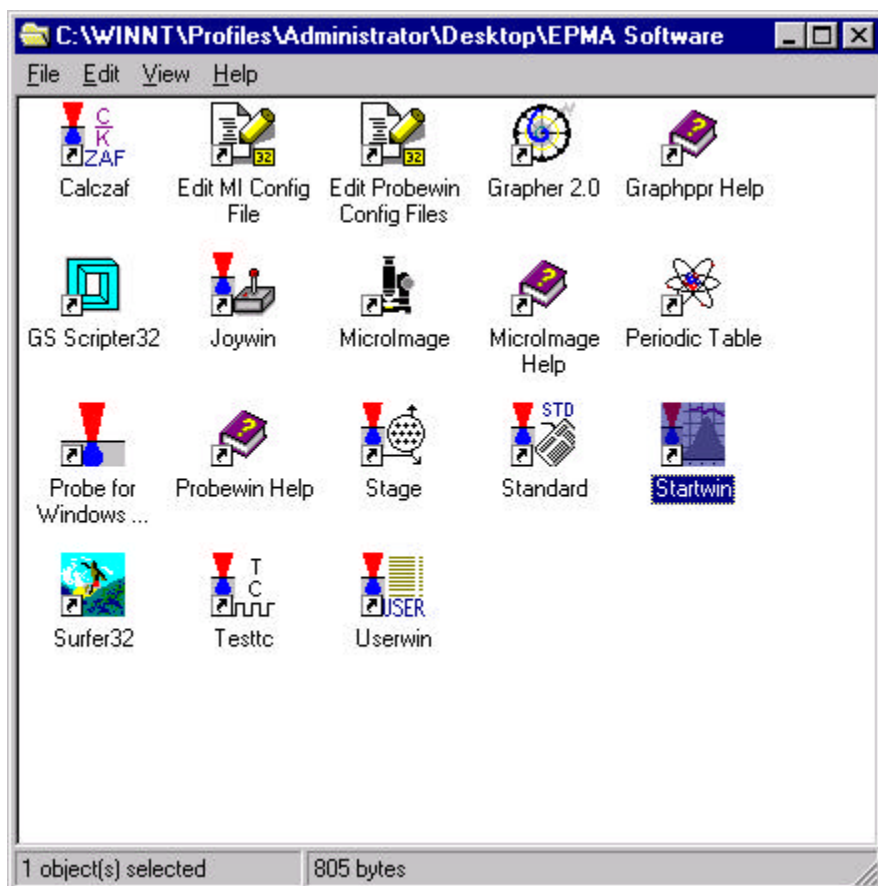 C:\WINNT\Profiles\Administrator\Desktop\EPMA Software
File Edit View Help
C
K
ZAF
Calczaf
32
Edit MI Config
File
32
Edit Probewin
Config Files
Grapher 2.0
?
Graphppr Help
GS Scripter32
Joywin
MicroImage
?
MicroImage
Help
Periodic Table
Probe for
Windows ...
?
Probewin Help
Stage
STD
Standard
Startwin
Surfer32
T
C
Testtc
USER
Userwin
1 object(s) selected
805 bytes